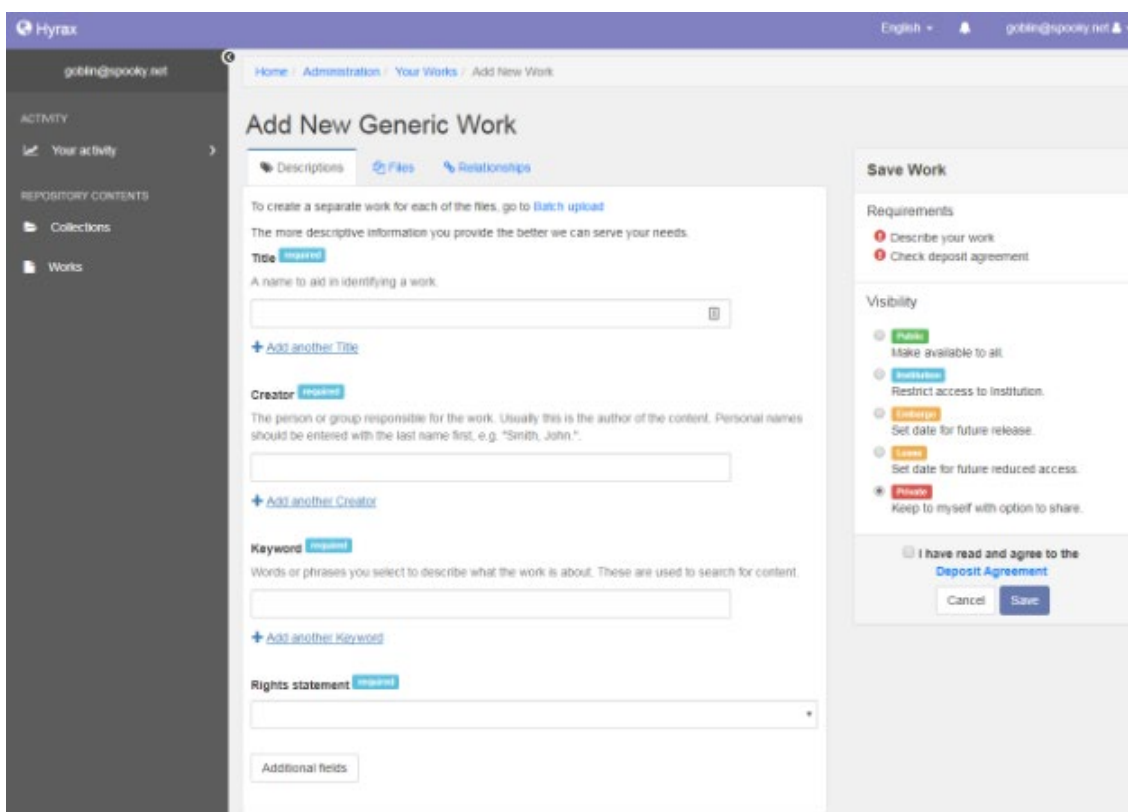 Hyrax
English
goblin@spooky.net
goblin@spooky.net
Home / Administration / Your Works / Add New Work
ACTIVITY
Your activity
REPOSITORY CONTENTS
Collections
Works
Add New Generic Work
Descriptions
Files
Relationships
To create a separate work for each of the files, go to Batch upload
The more descriptive information you provide the better we can serve your needs.
Title required
A name to aid in identifying a work.
+ Add another Title
Creator required
The person or group responsible for the work. Usually this is the author of the content. Personal names
should be entered with the last name first, e.g. "Smith, John.".
+ Add another Creator
Keyword required
Words or phrases you select to describe what the work is about. These are used to search for content.
+ Add another Keyword
Rights statement required
Additional fields
Save Work
Requirements
Describe your work
Check deposit agreement
Visibility
Public
Make available to all.
Institution
Restrict access to Institution.
Embargo
Set date for future release.
Lease
Set date for future reduced access.
Private
Keep to myself with option to share.
I have read and agree to the
Deposit Agreement
Cancel
Save